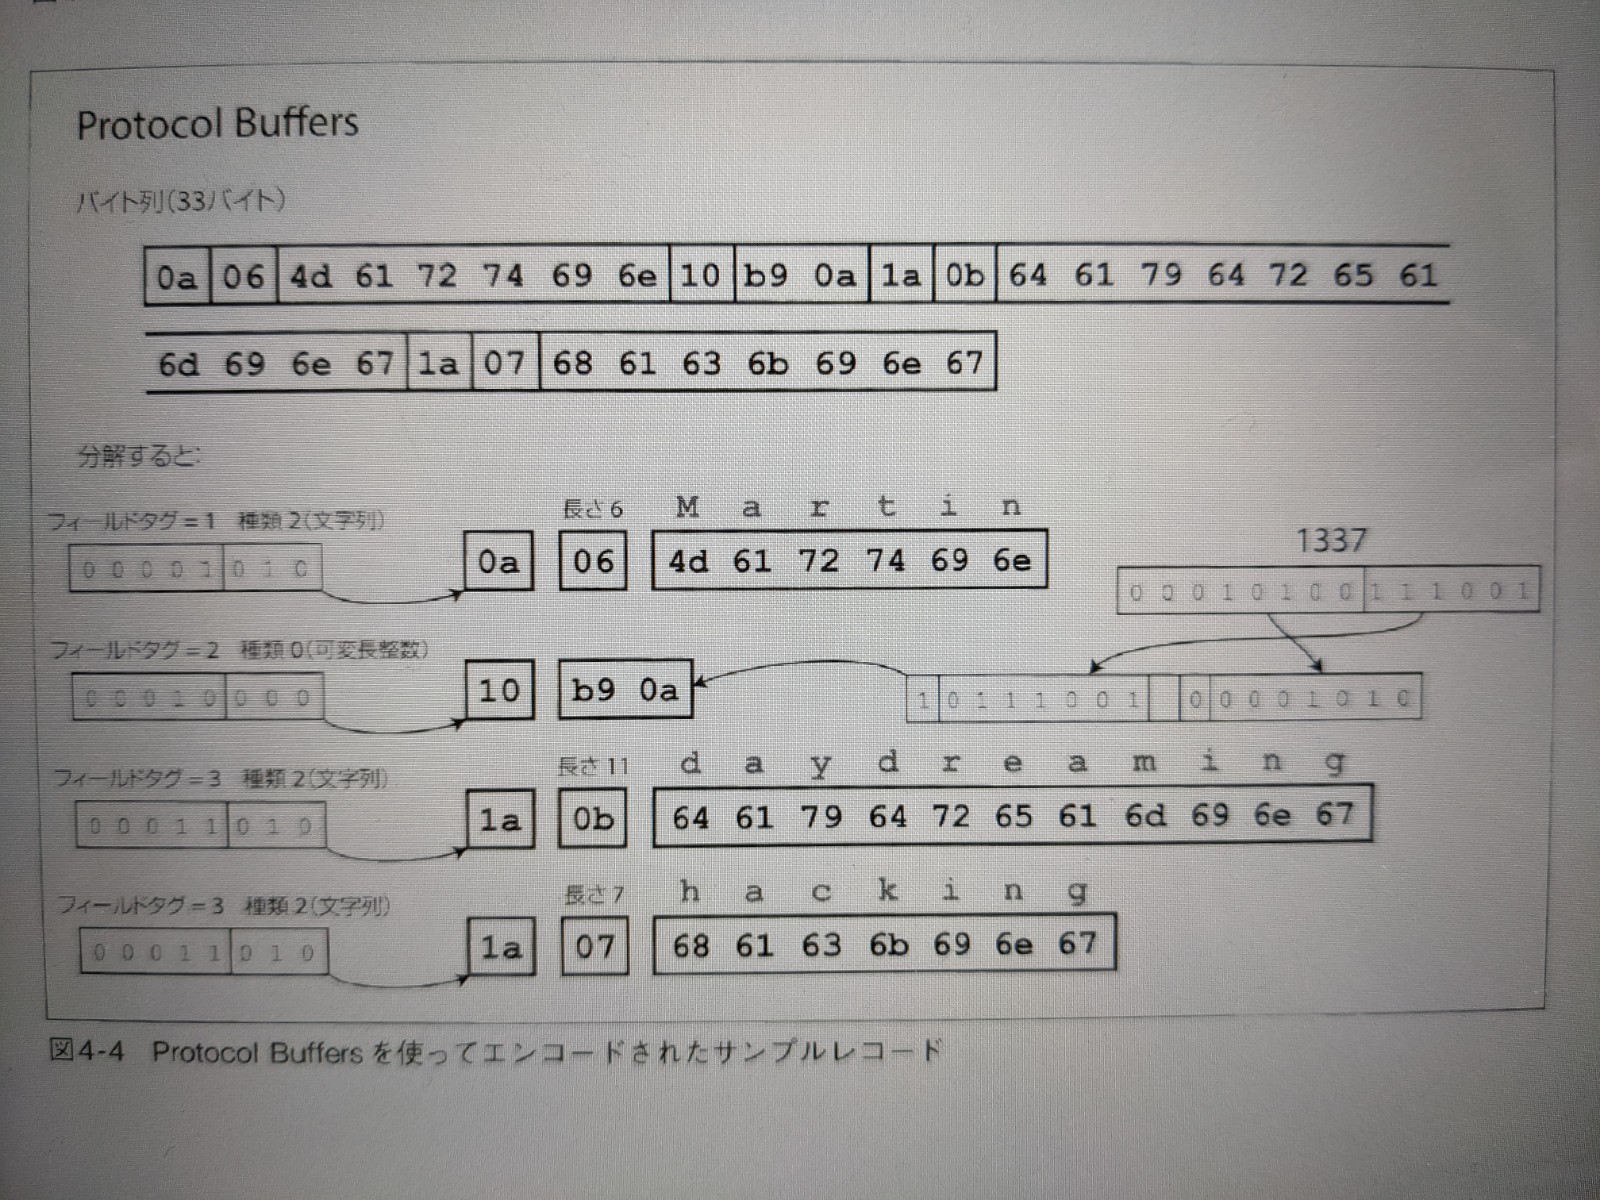 Protocol Buffers
バイト列(33バイト)
0a 06 4d 61 72 74 69 6e 10 b9 0a 1a 0b 64 61 79 64 72 65 61
6d 69 6e 67 1a 07 68 61 63 6b 69 6e 67
分解すると:
フィールドタグ=1 種類2(文字列) 長さ6 M a r t i n
0 0 0 0 1 0 1 0 0a 06 4d 61 72 74 69 6e
1337
0 0 0 1 0 1 0 0 1 1 1 0 0 1
フィールドタグ=2 種類0(可変長整数)
0 0 0 1 0 0 0 0 10 b9 0a 1 0 1 1 1 0 0 1 0 0 0 0 1 0 1 0
フィールドタグ=3 種類2(文字列) 長さ11 d a y d r e a m i n g
0 0 0 1 1 0 1 0 1a 0b 64 61 79 64 72 65 61 6d 69 6e 67
フィールドタグ=3 種類2(文字列) 長さ7 h a c k i n g
0 0 0 1 1 0 1 0 1a 07 68 61 63 6b 69 6e 67
図4-4 Protocol Buffersを使ってエンコードされたサンプルレコード